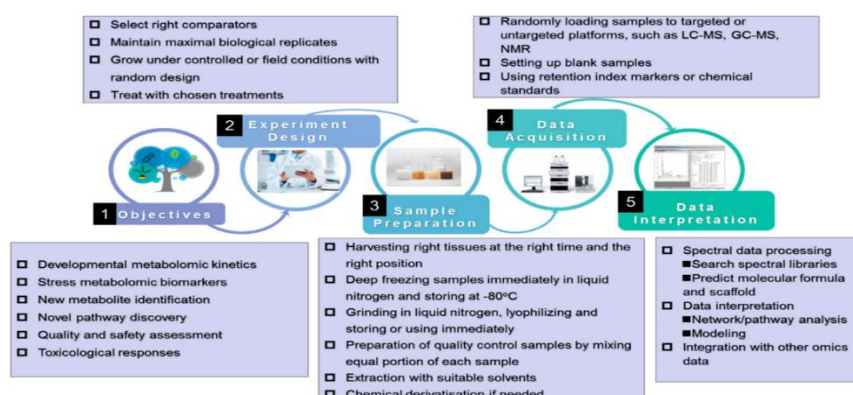 Select right comparators
Maintain maximal biological replicates
Grow under controlled or field conditions with
random design
Treat with chosen treatments
Randomly loading samples to targeted or
untargeted platforms, such as LC-MS, GC-MS,
NMR
Setting up blank samples
Using retention index markers or chemical
standards
1 Objectives
2 Experiment
Design
3 Sample
Preparation
4 Data
Acquisition
5 Data
Interpretation
Developmental metabolomic kinetics
Stress metabolomic biomarkers
New metabolite identification
Novel pathway discovery
Quality and safety assessment
Toxicological responses
Harvesting right tissues at the right time and the
right position
Deep freezing samples immediately in liquid
nitrogen and storing at -80°C
Grinding in liquid nitrogen, lyophilizing and
storing or using immediately
Preparation of quality control samples by mixing
equal portion of each sample
Extraction with suitable solvents
Chemical derivatisation if needed
Spectral data processing
Search spectral libraries
Predict molecular formula
and scaffold
Data interpretation
Network/pathway analysis
Modeling
Integration with other omics
data